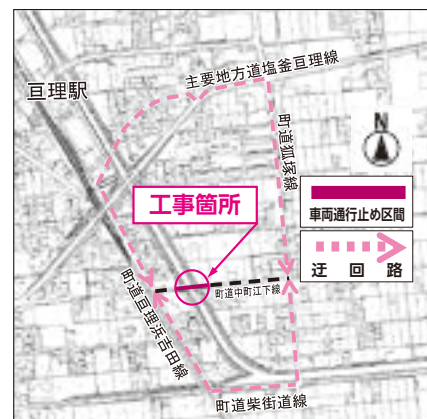 主要地方道塩釜亘理線
亘理駅
町道狐塚線
N
工事箇所
車両通行止め区間
迂回路
町道中町江下線
町道亘理浜吉田線
町道柴街道線